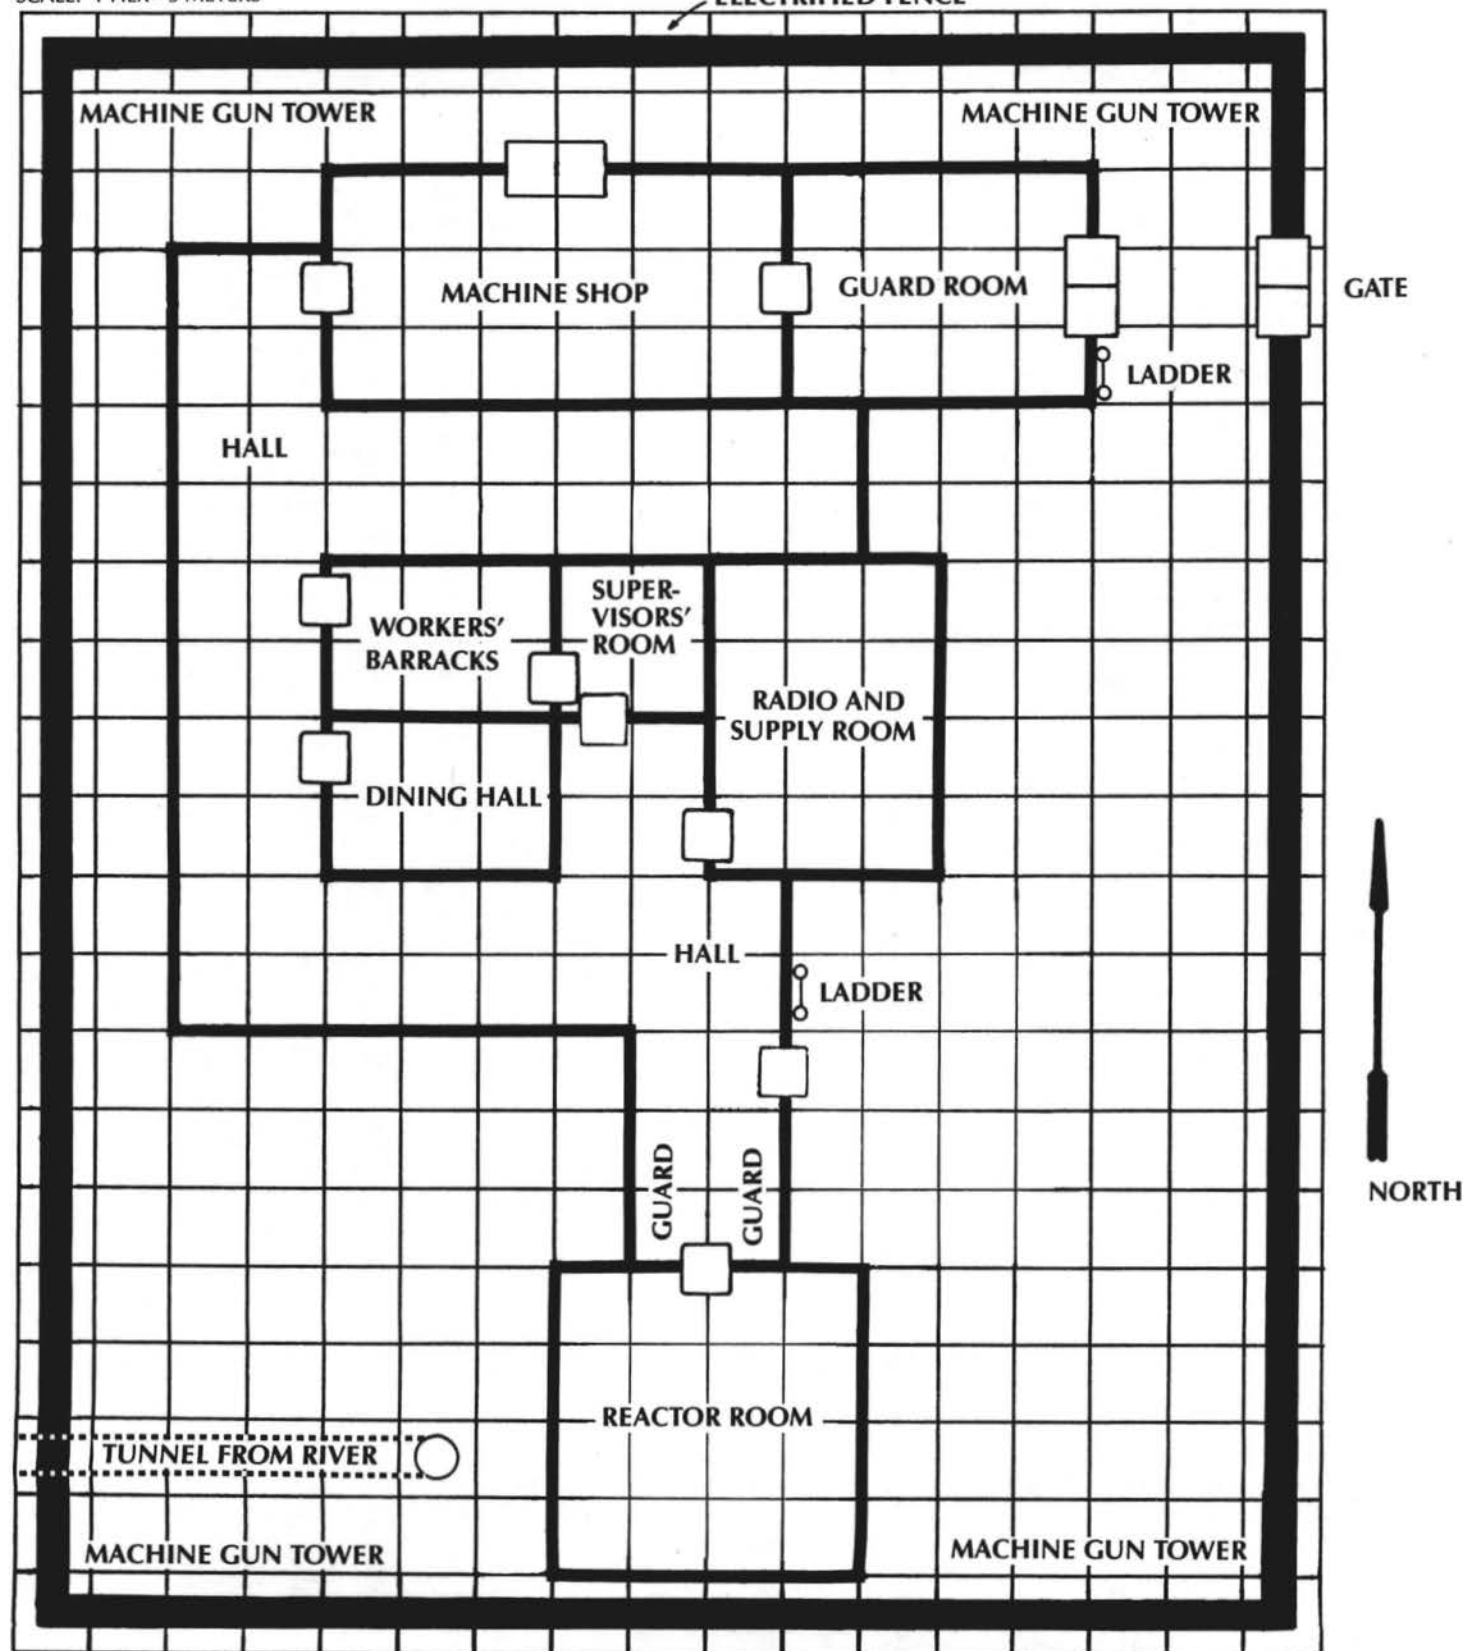 ELECTRIFIED FENCE
MACHINE GUN TOWER
MACHINE GUN TOWER
MACHINE SHOP
GUARD ROOM
GATE
LADDER
HALL
SUPER-
VISORS'
ROOM
WORKERS'
BARRACKS
RADIO AND
SUPPLY ROOM
DINING HALL
HALL
LADDER
GUARD
GUARD
NORTH
REACTOR ROOM
TUNNEL FROM RIVER
MACHINE GUN TOWER
MACHINE GUN TOWER